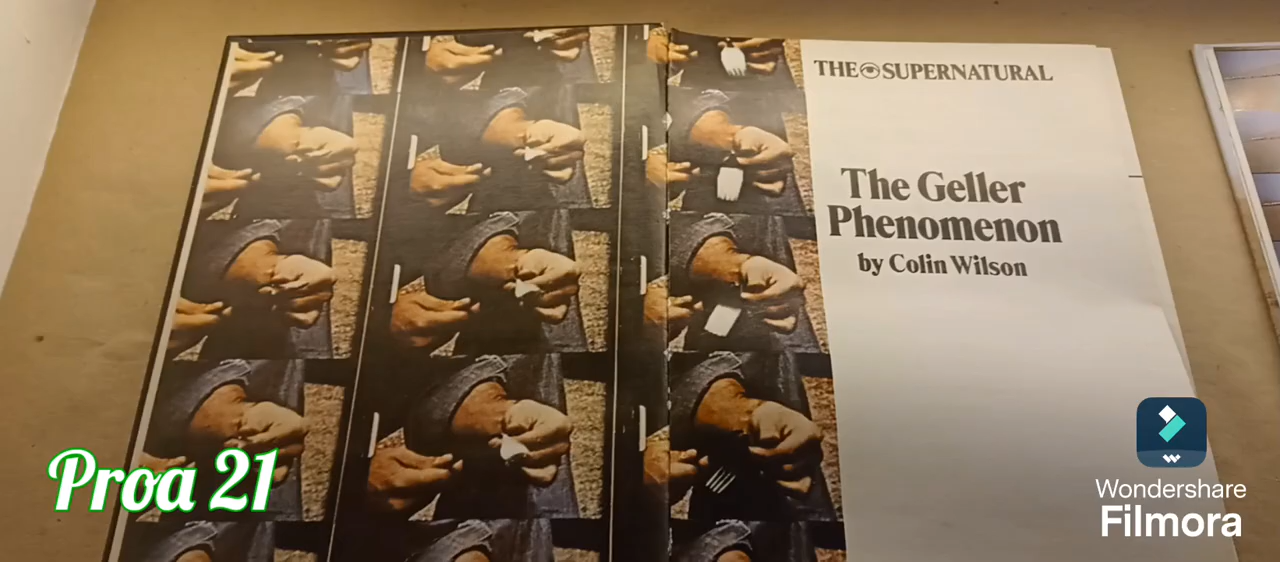 THE SUPERNATURAL
The Geller
Phenomenon
by Colin Wilson
Proa 21
Wondershare
Filmora